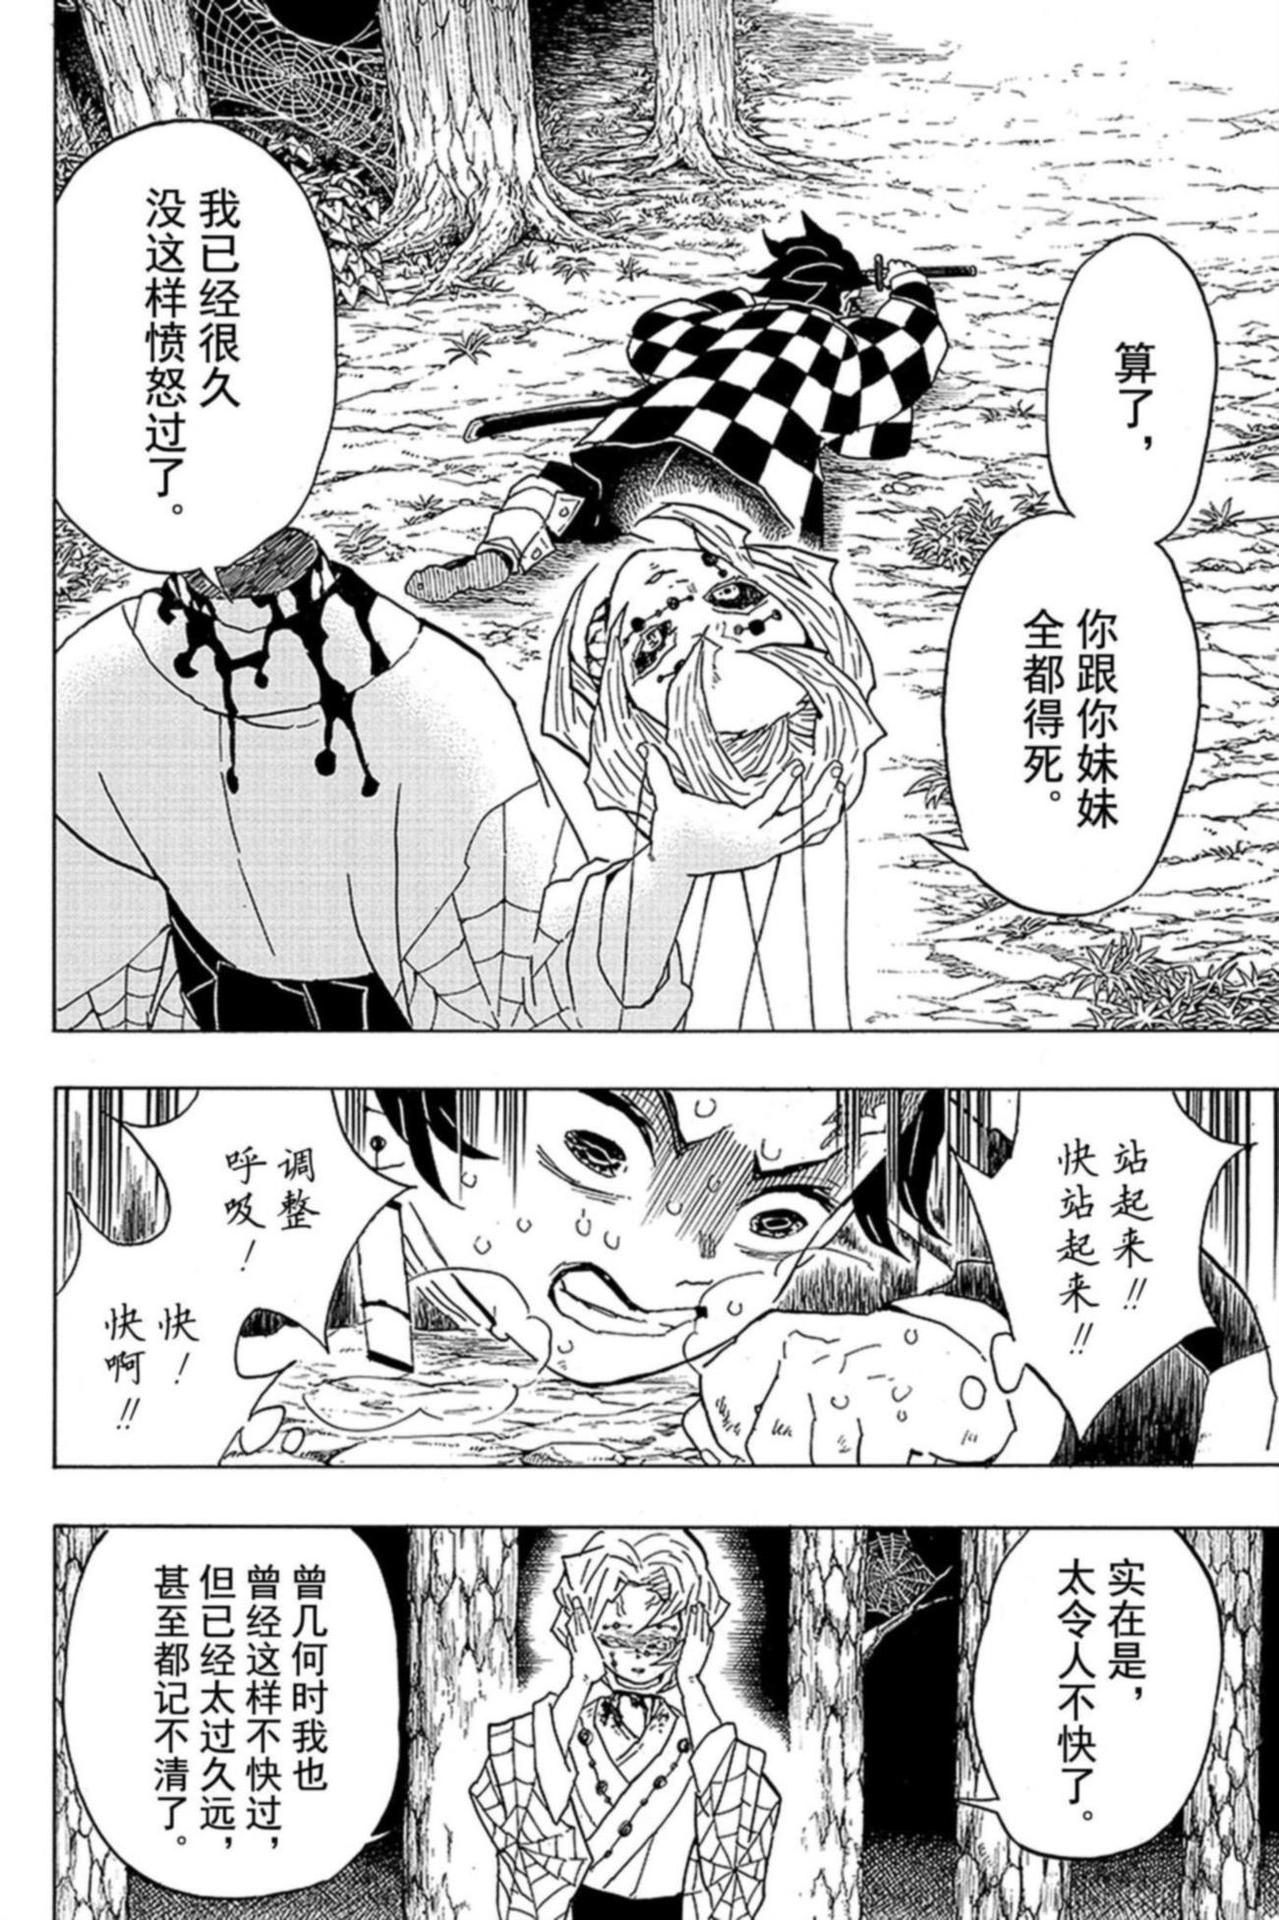 算了，
你跟你妹妹
全都得死。
我已经很久
没这样愤怒过了。
站起来！！
快站起来！！
调整
呼吸！
快！
快啊！！
实在是，
太令人不快了。
曾几何时我也
曾经这样不快过，
但已经太过久远，
甚至都记不清了。